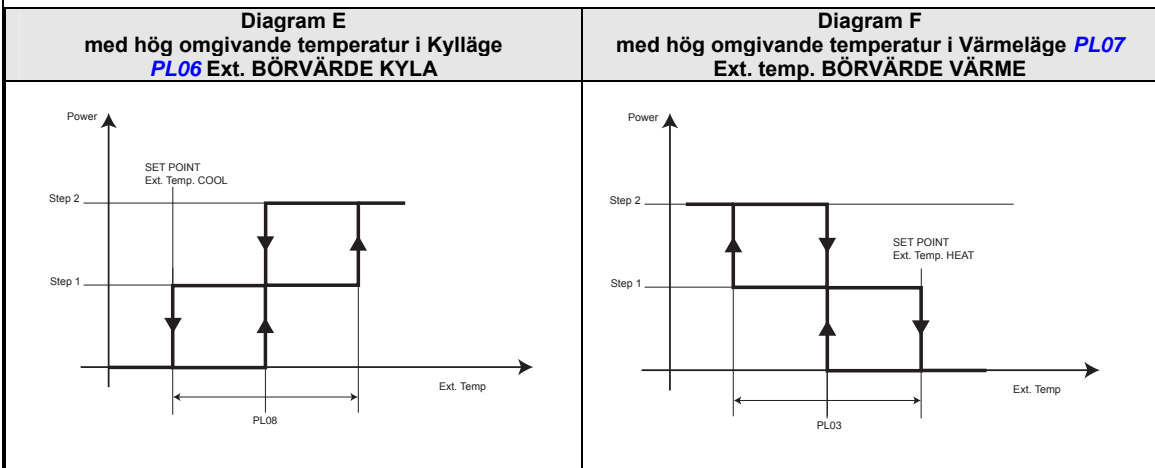 Diagram E
med hög omgivande temperatur i Kylläge
PL06 Ext. BÖRVÄRDE KYLA
Diagram F
med hög omgivande temperatur i Värmeläge PL07
Ext. temp. BÖRVÄRDE VÄRME
Power
SET POINT
Ext. Temp. COOL
Step 2
Step 1
Ext. Temp
PL08
Power
Step 2
SET POINT
Ext. Temp. HEAT
Step 1
Ext. Temp
PL03